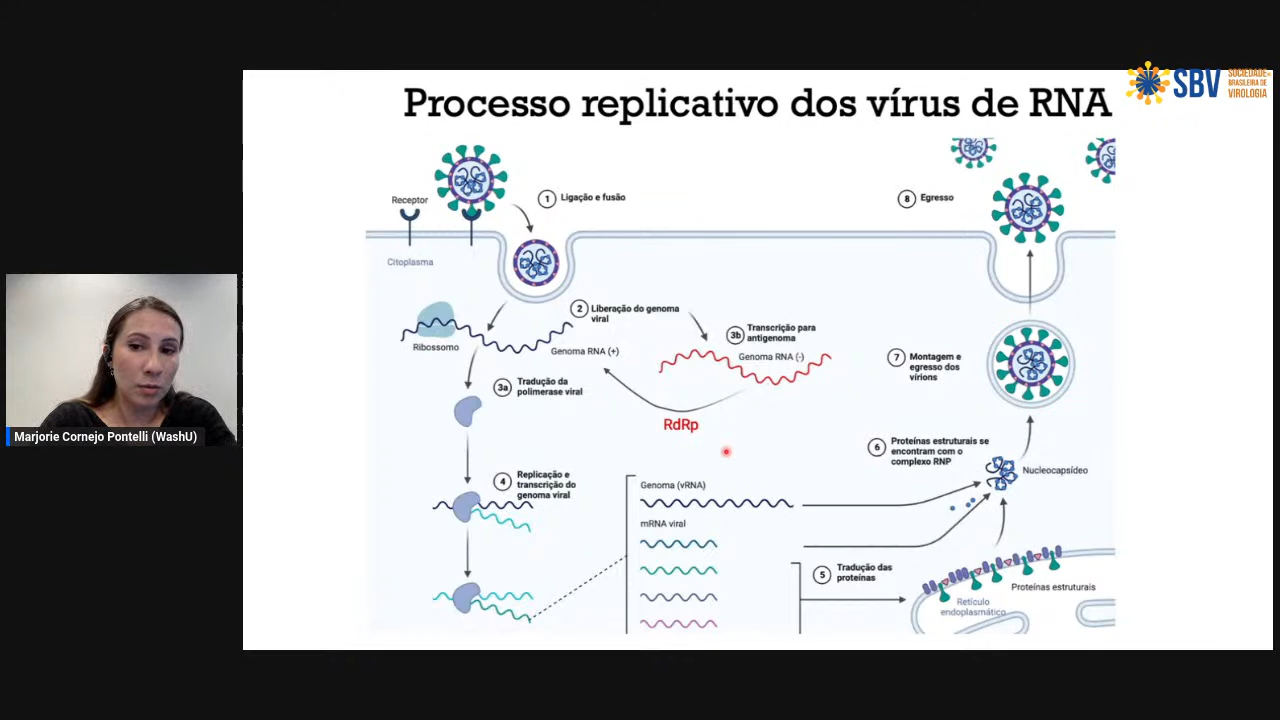 Processo replicativo dos vírus de RNA
SBV
SOCIEDADE
BRASILEIRA DE
VIROLOGIA
Receptor
1
Ligação e fusão
8
Egresso
Citoplasma
2
Liberação do genoma
viral
3b
Transcrição para
antigenoma
Ribossomo
Genoma RNA (+)
Genoma RNA (-)
7
Montagem e
egresso dos
vírions
3a
Tradução da
polimerase viral
RdRp
6
Proteínas estruturais se
encontram com o
complexo RNP
Nucleocapsídeo
4
Replicação e
transcrição do
genoma viral
Genoma (vRNA)
mRNA viral
5
Tradução das
proteínas
Proteínas estruturais
Retículo
endoplasmático
Marjorie Cornejo Pontelli (WashU)